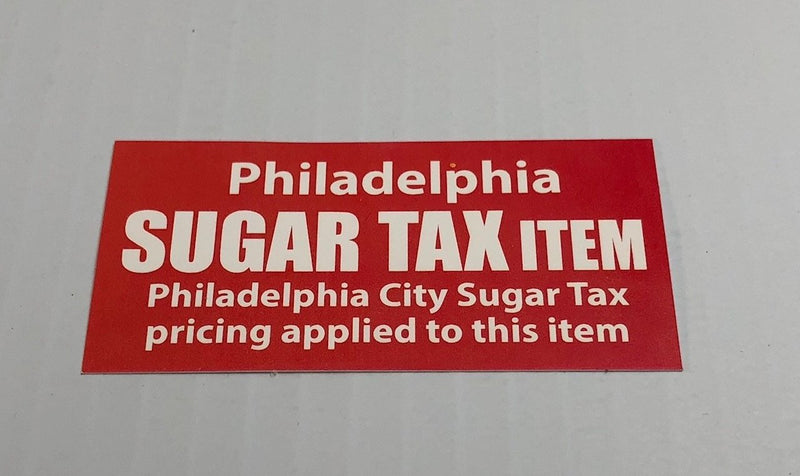 Philadelphia
SUGAR TAX ITEM
Philadelphia City Sugar Tax
pricing applied to this item